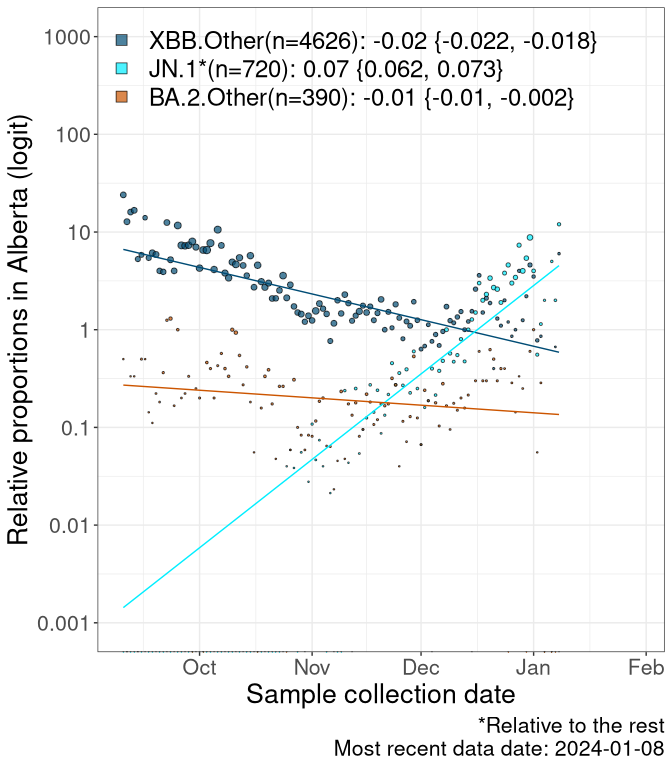 1000
100
10
1
0.1
0.01
0.001
Relative proportions in Alberta (logit)
XBB.Other(n=4626): -0.02 {-0.022, -0.018}
JN.1*(n=720): 0.07 {0.062, 0.073}
BA.2.Other(n=390): -0.01 {-0.01, -0.002}
Oct Nov Dec Jan Feb
Sample collection date
*Relative to the rest
Most recent data date: 2024-01-08